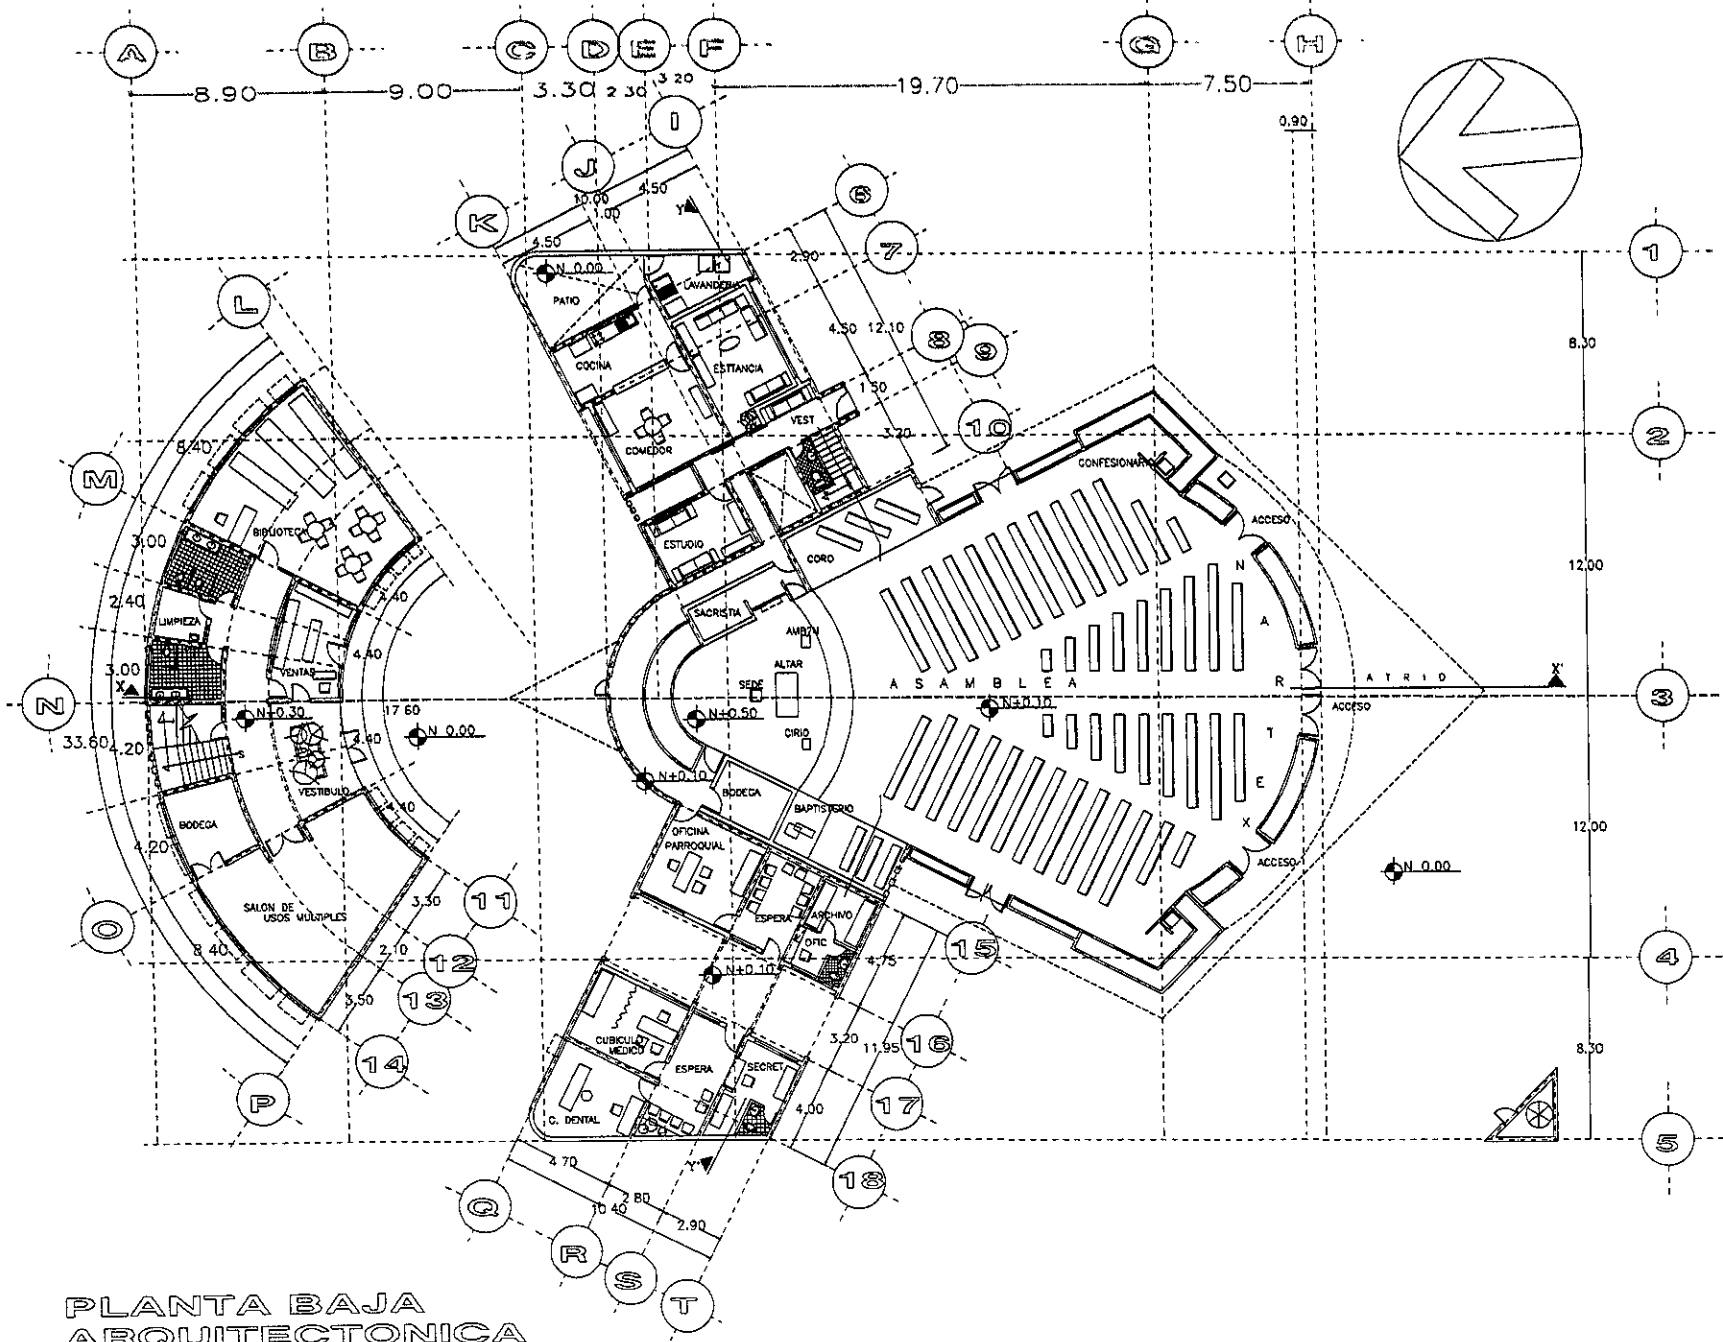 A B C D E F G H
8.90 9.00 3.30 2 30 3 20 19.70 7.50
0.90
I
J
K
10.00
4.50
4.50
Y
6
7
8
9
10
2.90
4.50
12.10
1.50
3.20
1
2
3
4
5
8.30
12.00
12.00
8.30
L
M
N
O
P
8.40
3.00
2.40
3.00
4.20
4.20
8.40
33.60
17 60
4.40
4.40
4.40
4.40
N 0.00
PATIO
LAVANDERIA
COCINA
ESTTANCIA
COMEDOR
VEST
ESTUDIO
CORO
CONFESIONARIO
ACCESO
BIBLIOTECA
LIMPIEZA
VENTAS
X
N+0.30
N 0.00
VESTIBULO
BODEGA
SALON DE
USOS MULTIPLES
SACRISTIA
AMBON
ALTAR
SEDE
N+0.50
CIRIO
N+0.10
ASAMBLEA
N+0.10
NARTEX
ATRIO
X'
ACCESO
ACCESO
N 0.00
BODEGA
BAPTISTERIO
OFICINA
PARROQUIAL
ESPERA
ARCHIVO
OFIC
N+0.10
CUBICULO
MEDICO
ESPERA
SECRET
C. DENTAL
11
12
13
14
3.30
2.10
3.50
15
16
17
18
4.75
3.20
11.95
4.00
Y'
4 70
2 80
10 40
2.90
Q
R
S
T
PLANTA BAJA
ARQUITECTONICA